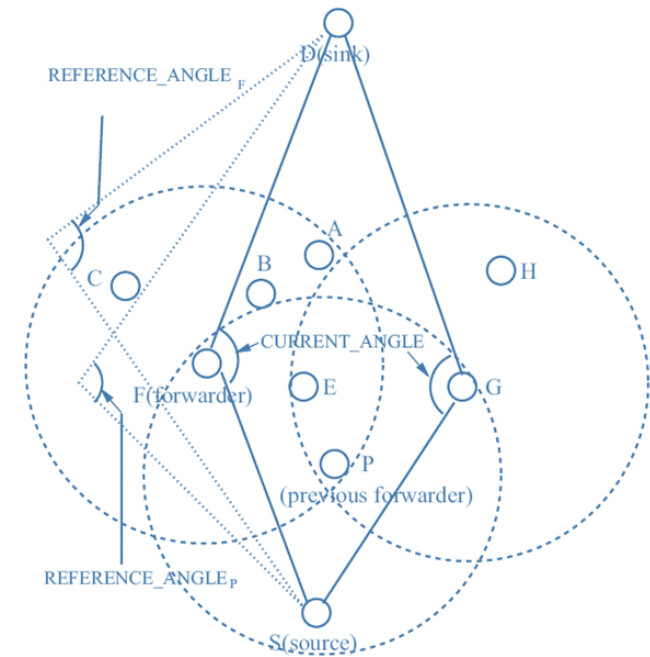 D(sink)
REFERENCE_ANGLE F
A
B
C
H
CURRENT_ANGLE
F(forwarder)
E
G
P
(previous forwarder)
REFERENCE_ANGLE P
S(source)